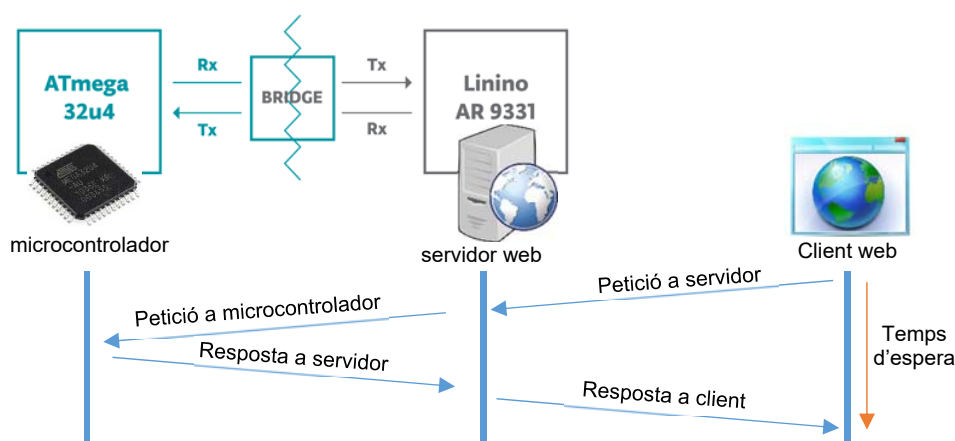 ATmega
32u4
Rx
Tx
BRIDGE
Tx
Rx
Linino
AR 9331
microcontrolador
servidor web
Client web
Petició a servidor
Petició a microcontrolador
Resposta a servidor
Resposta a client
Temps
d'espera